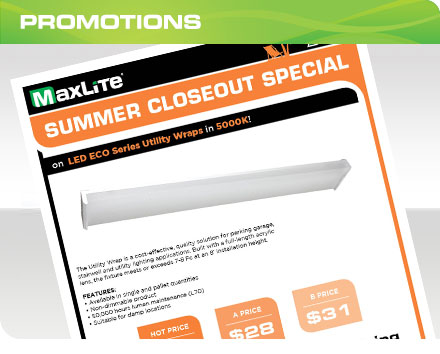 PROMOTIONS
MaxLite®
SUMMER CLOSEOUT SPECIAL
on LED ECO Series Utility Wraps in 5000K!
The Utility Wrap is a cost-effective, quality solution for parking garage,
stairwell and utility lighting applications. Built with a full-length acrylic
lens, the fixture meets or exceeds 7-8 Fc at an 8' installation height.
FEATURES:
• Available in single and pallet quantities
• Non-dimmable product
• 50,000 hours human maintenance (L70)
• Suitable for damp locations
HOT PRICE
A PRICE
$28
B PRICE
$31